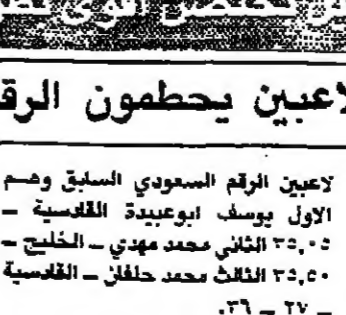 لاعبين يحطمون الرق
لاعبين الرقم السعودي السابق وهم
الاول يوسف ابوعبيدة القادسية –
٣٥,٠٥ الثاني محمد مهدي – الخليج –
٣٥,٥٠ الثالث محمد حلفان – القادسية
– ٢٧ – ٣٦.